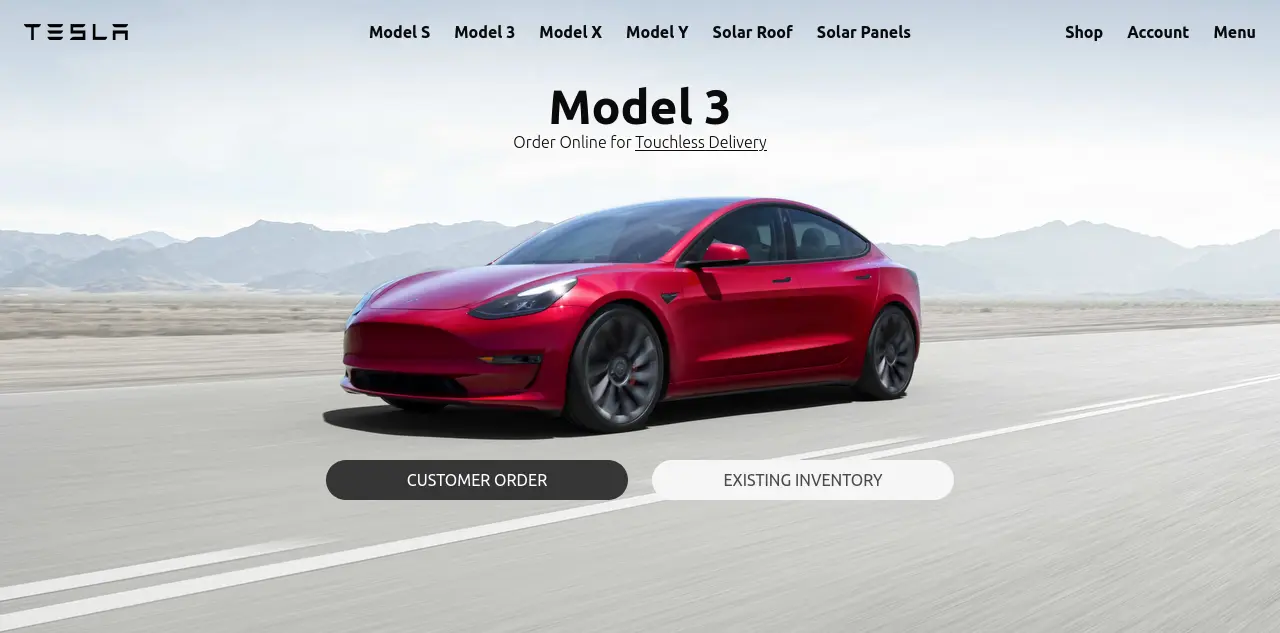 TESLA Model S Model 3 Model X Model Y Solar Roof Solar Panels Shop Account Menu
Model 3
Order Online for Touchless Delivery
CUSTOMER ORDER EXISTING INVENTORY